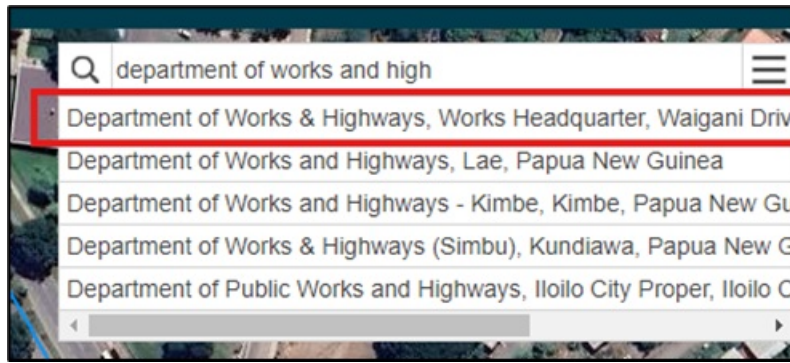 department of works and high
Department of Works & Highways, Works Headquarter, Waigani Driv
Department of Works and Highways, Lae, Papua New Guinea
Department of Works and Highways - Kimbe, Kimbe, Papua New Gu
Department of Works & Highways (Simbu), Kundiawa, Papua New G
Department of Public Works and Highways, Iloilo City Proper, Iloilo C